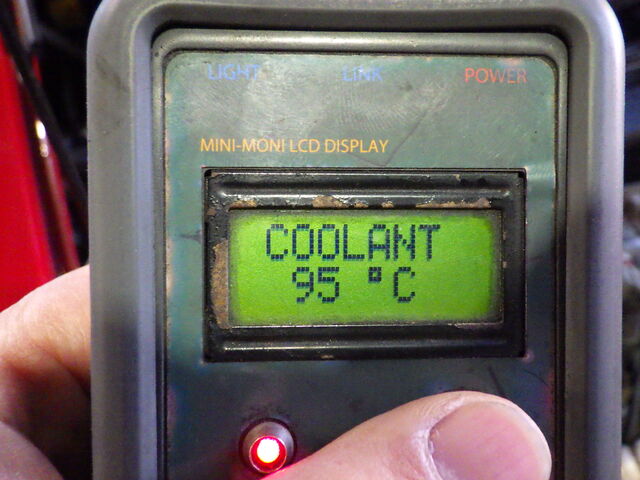 LIGHT LINK POWER
MINI-MONI LCD DISPLAY
COOLANT
95 °C